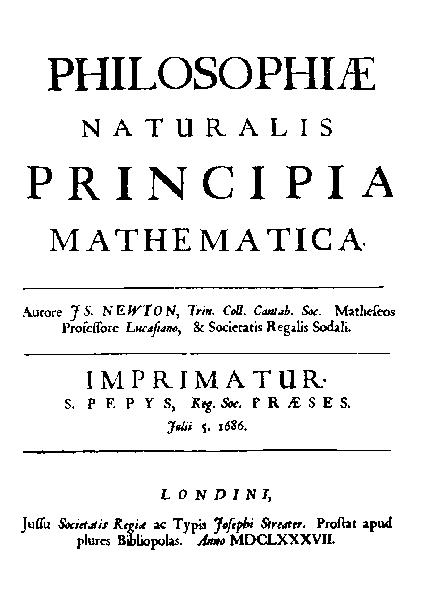 PHILOSOPHIÆ
NATURALIS
PRINCIPIA
MATHEMATICA.
Autore JS. NEWTON, Trin. Coll. Cantab. Soc. Matheseos
Professore Lucasiano, & Societatis Regalis Sodali.
IMPRIMATUR.
S. PEPYS, Reg. Soc. PRÆSES.
Julii 5. 1686.
LONDINI,
Jussu Societatis Regiæ ac Typis Josephi Streater. Prostat apud
plures Bibliopolas. Anno MDCLXXXVII.